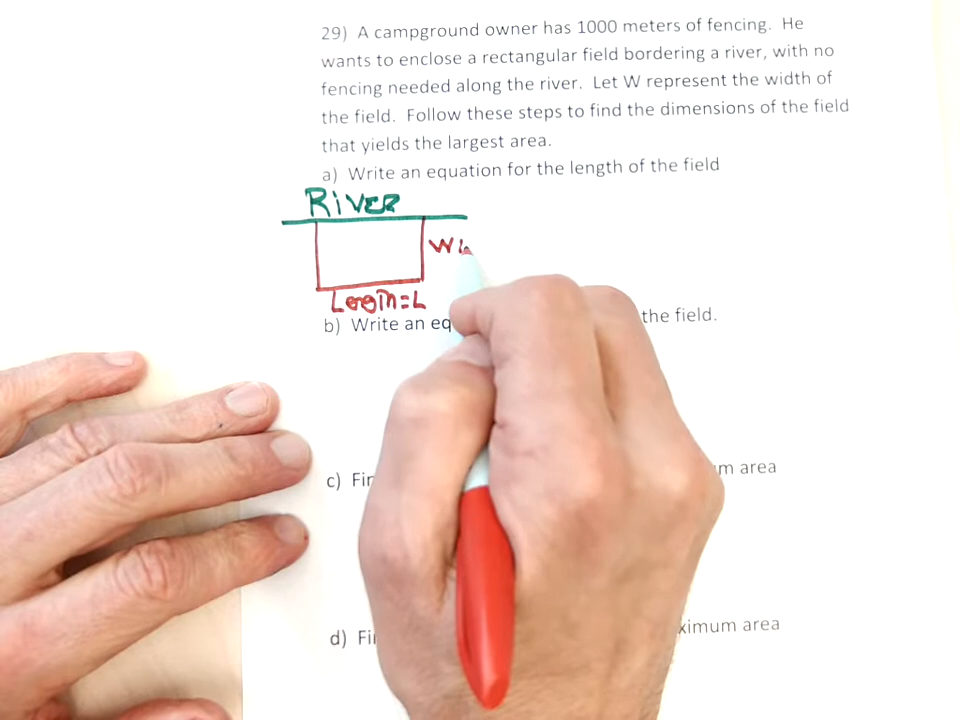 29) A campground owner has 1000 meters of fencing. He
wants to enclose a rectangular field bordering a river, with no
fencing needed along the river. Let W represent the width of
the field. Follow these steps to find the dimensions of the field
that yields the largest area.
a) Write an equation for the length of the field
RiVER
W
Length=L
b) Write an eq the field.
c) Fin m area
d) Fi ximum area